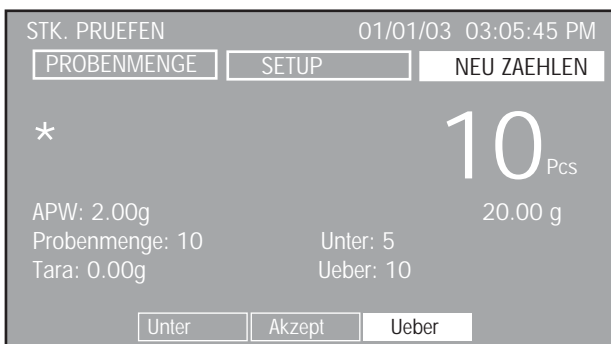 STK. PRUEFEN 01/01/03 03:05:45 PM
PROBENMENGE SETUP NEU ZAEHLEN
* 10 Pcs
APW: 2.00g 20.00 g
Probenmenge: 10 Unter: 5
Tara: 0.00g Ueber: 10
Unter Akzept Ueber